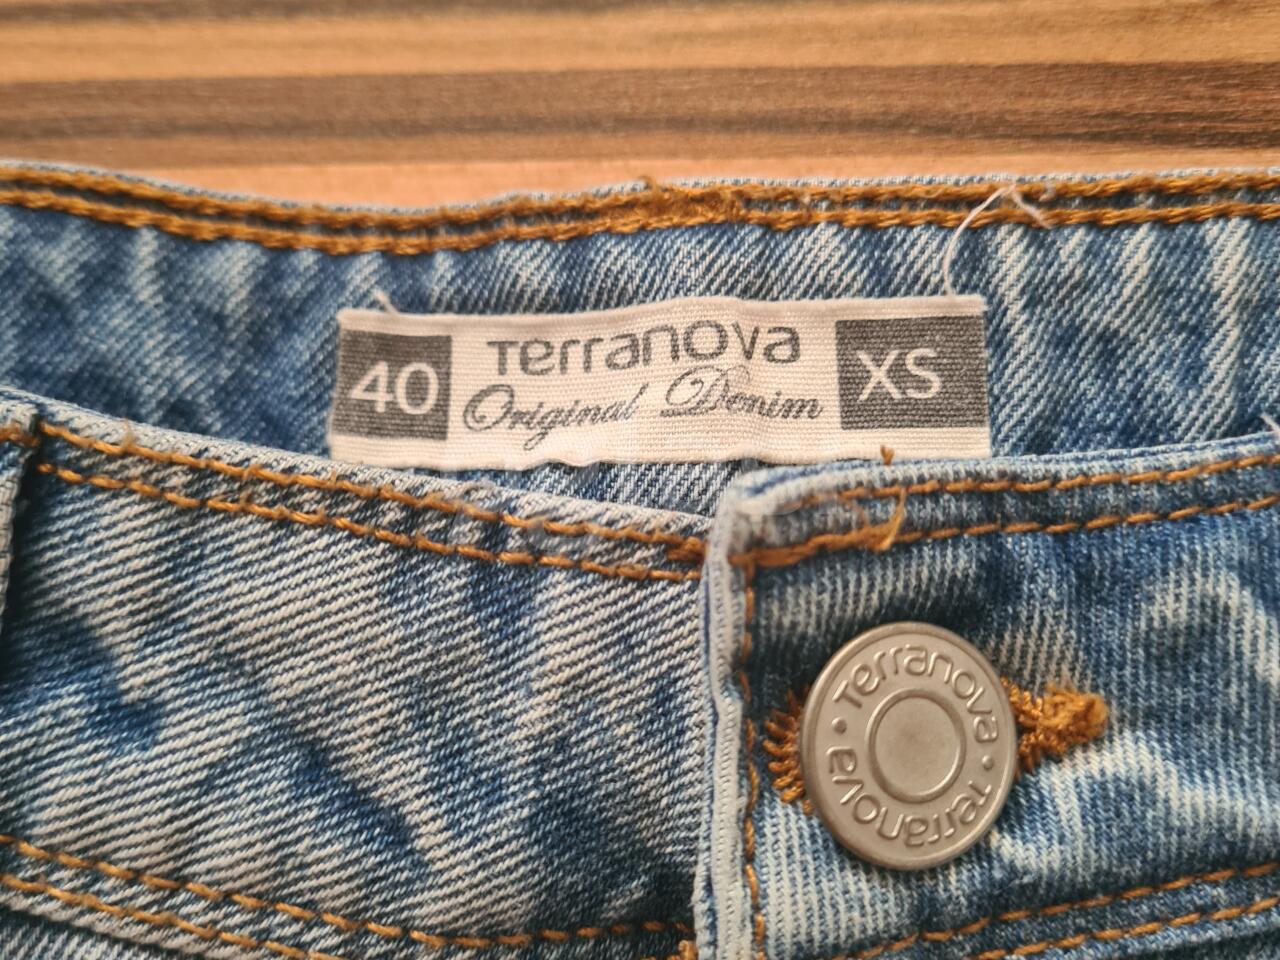 40
Terranova
Original Denim
XS
Terranova • Terranova •